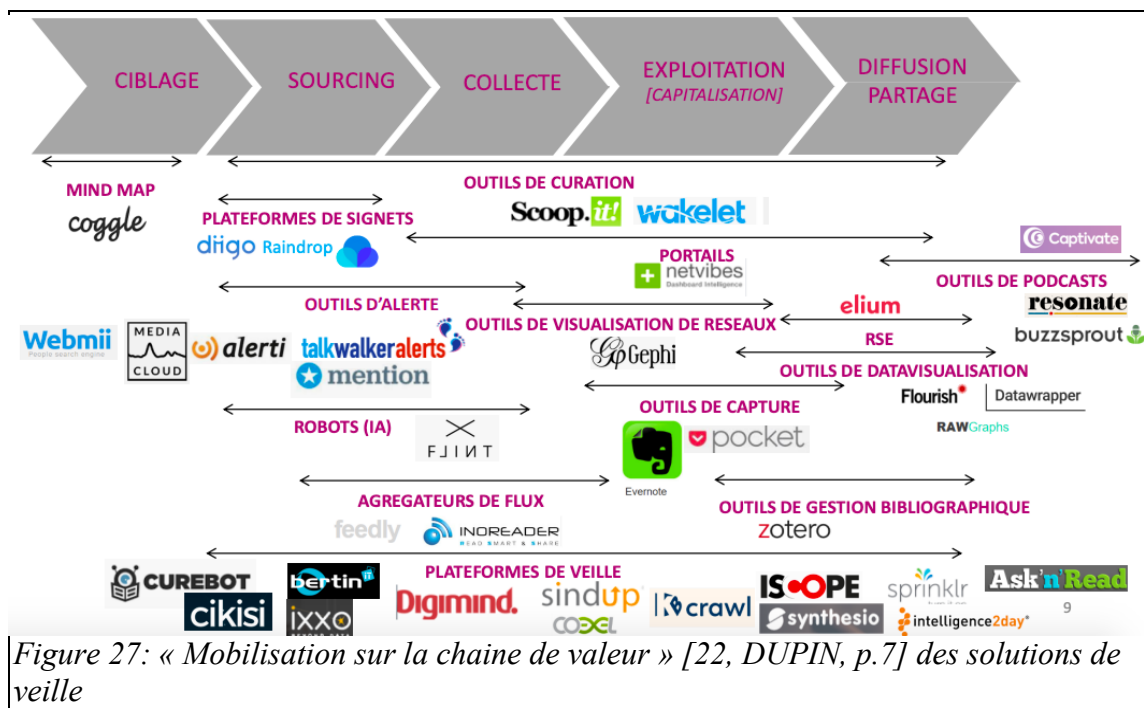 CIBLAGE
SOURCING
COLLECTE
EXPLOITATION
[CAPITALISATION]
DIFFUSION
PARTAGE
MIND MAP
coggle
OUTILS DE CURATION
Scoop.it! wakelet
PLATEFORMES DE SIGNETS
diigo Raindrop
Captivate
PORTAILS
netvibes
Dashboard Intelligence
OUTILS DE PODCASTS
resonate
buzzsprout
OUTILS D'ALERTE
elium
RSE
Webmii
People search engine
MEDIA
CLOUD
alerti
talkwalkeralerts
mention
OUTILS DE VISUALISATION DE RESEAUX
Gephi
OUTILS DE DATAVISUALISATION
Flourish
Datawrapper
RAWGraphs
ROBOTS (IA)
FLINT
OUTILS DE CAPTURE
pocket
Evernote
AGREGATEURS DE FLUX
feedly
INOREADER
READ SMART & SHARE
OUTILS DE GESTION BIBLIOGRAPHIQUE
zotero
PLATEFORMES DE VEILLE
CUREBOT
cikisi
bertin IT
ixxo
Digimind.
sindup
COEXEL
KBcrawl
ISCOPE
synthesio
sprinklr
intelligence2day®
Ask'n'Read
9
Figure 27: « Mobilisation sur la chaine de valeur » [22, DUPIN, p.7] des solutions de
veille